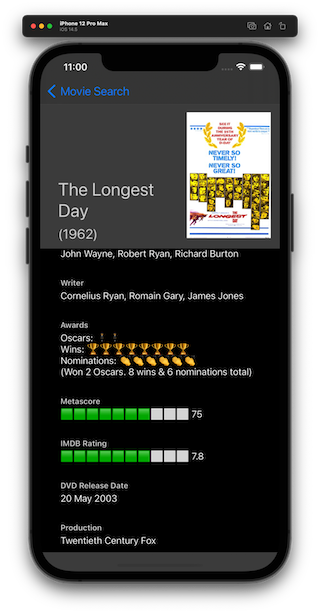 iPhone 12 Pro Max
iOS 14.5
11:00
Movie Search
SEE IT
DURING THE
25TH
ANNIVERSARY
YEAR OF
D-DAY!
NEVER SO
TIMELY!
NEVER SO
GREAT!
THE
LONGEST
DAY
The Longest
Day
(1962)
John Wayne, Robert Ryan, Richard Burton
Writer
Cornelius Ryan, Romain Gary, James Jones
Awards
Oscars:
Wins:
Nominations:
(Won 2 Oscars. 8 wins & 6 nominations total)
Metascore
75
IMDB Rating
7.8
DVD Release Date
20 May 2003
Production
Twentieth Century Fox